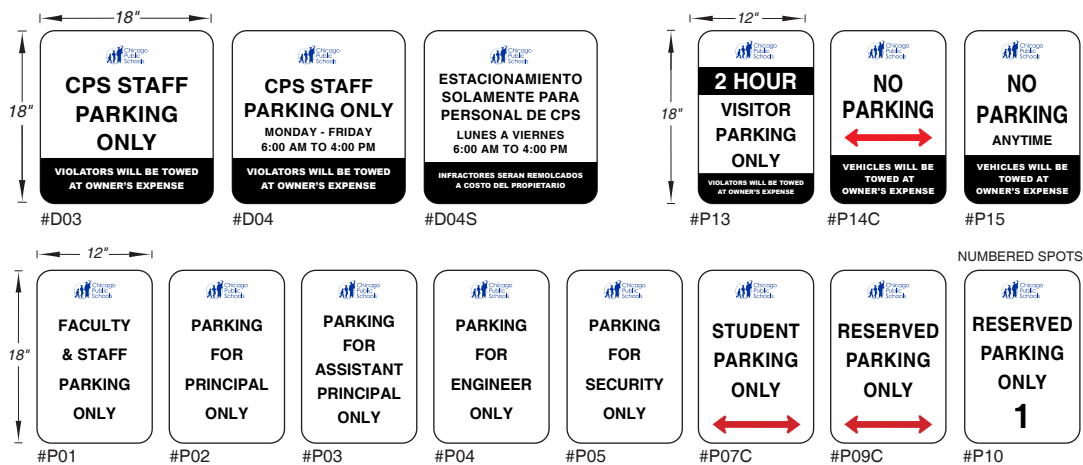 18"
12"
18"
Chicago
Public
Schools
CPS STAFF
PARKING
ONLY
VIOLATORS WILL BE TOWED
AT OWNER'S EXPENSE
#D03
Chicago
Public
Schools
CPS STAFF
PARKING ONLY
MONDAY - FRIDAY
6:00 AM TO 4:00 PM
VIOLATORS WILL BE TOWED
AT OWNER'S EXPENSE
#D04
Chicago
Public
Schools
ESTACIONAMIENTO
SOLAMENTE PARA
PERSONAL DE CPS
LUNES A VIERNES
6:00 AM TO 4:00 PM
INFRACTORES SERAN REMOLCADOS
A COSTO DEL PROPIETARIO
#D04S
18"
Chicago
Public
Schools
2 HOUR
VISITOR
PARKING
ONLY
VIOLATORS WILL BE TOWED
AT OWNER'S EXPENSE
#P13
Chicago
Public
Schools
NO
PARKING
VEHICLES WILL BE
TOWED AT
OWNER'S EXPENSE
#P14C
Chicago
Public
Schools
NO
PARKING
ANYTIME
VEHICLES WILL BE
TOWED AT
OWNER'S EXPENSE
#P15
12"
18"
Chicago
Public
Schools
FACULTY
& STAFF
PARKING
ONLY
#P01
Chicago
Public
Schools
PARKING
FOR
PRINCIPAL
ONLY
#P02
Chicago
Public
Schools
PARKING
FOR
ASSISTANT
PRINCIPAL
ONLY
#P03
Chicago
Public
Schools
PARKING
FOR
ENGINEER
ONLY
#P04
Chicago
Public
Schools
PARKING
FOR
SECURITY
ONLY
#P05
Chicago
Public
Schools
STUDENT
PARKING
ONLY
#P07C
Chicago
Public
Schools
RESERVED
PARKING
ONLY
#P09C
NUMBERED SPOTS
Chicago
Public
Schools
RESERVED
PARKING
ONLY
1
#P10